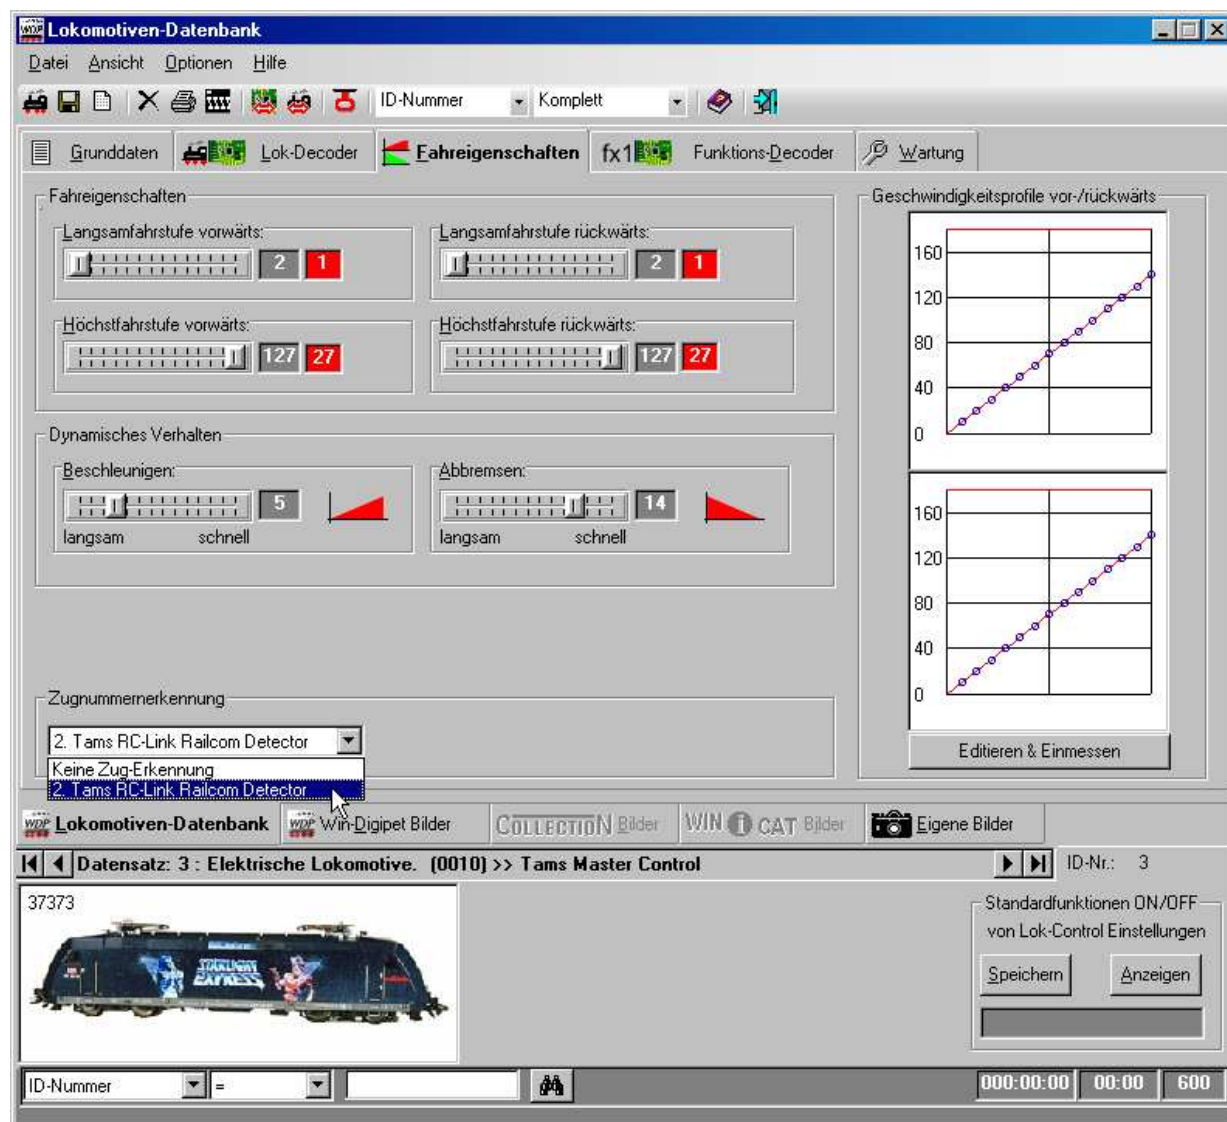 WDP Lokomotiven-Datenbank
Datei Ansicht Optionen Hilfe
ID-Nummer Komplett
Grunddaten Lok-Decoder Fahreigenschaften fx1 Funktions-Decoder Wartung
Fahreigenschaften
Langsamfahrstufe vorwärts: Langsamfahrstufe rückwärts:
2 1 2 1
Höchstfahrstufe vorwärts: Höchstfahrstufe rückwärts:
127 27 127 27
Dynamisches Verhalten
Beschleunigen: Abbremsen:
5 14
langsam schnell langsam schnell
Zugnummernerkennung
2. Tams RC-Link Railcom Detector
Keine Zug-Erkennung
2. Tams RC-Link Railcom Detector
Geschwindigkeitsprofile vor-/rückwärts
160
120
80
40
0
160
120
80
40
0
Editieren & Einmessen
WDP Lokomotiven-Datenbank WDP Win-Digipet Bilder COLLECTION Bilder WIN CAT Bilder Eigene Bilder
Datensatz: 3 : Elektrische Lokomotive. (0010) >> Tams Master Control ID-Nr.: 3
37373
STARLIGHT
EXPRESS
Standardfunktionen ON/OFF
von Lok-Control Einstellungen
Speichern Anzeigen
ID-Nummer = 000:00:00 00:00 600